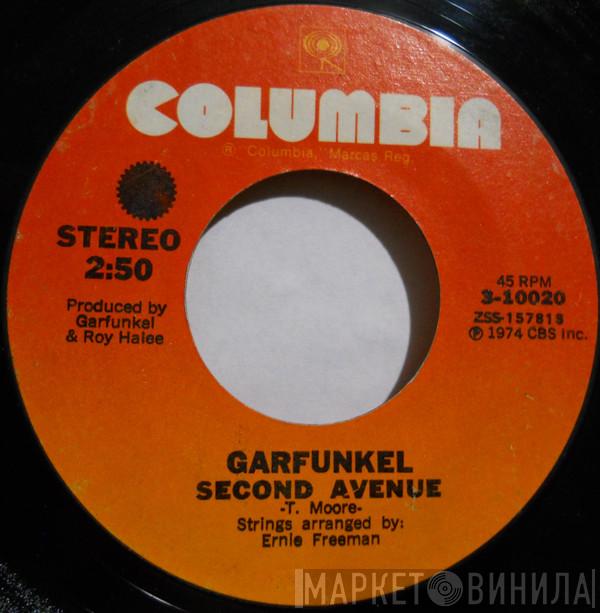 COLUMBIA
® Columbia, Marcas Reg.
STEREO
2:50
Produced by
Garfunkel
& Roy Halee
45 RPM
3-10020
ZSS-157818
℗ 1974 CBS Inc.
GARFUNKEL
SECOND AVENUE
-T. Moore-
Strings arranged by:
Ernie Freeman
МАРКЕТ ВИНИЛА